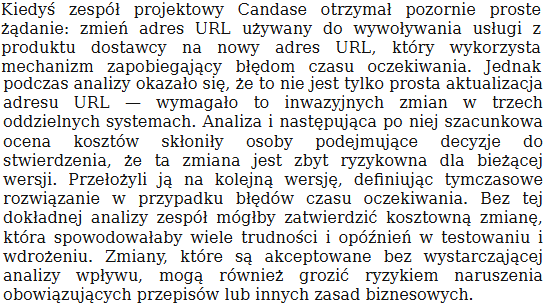 Kiedyś zespół projektowy Candase otrzymał pozornie proste
żądanie: zmień adres URL używany do wywoływania usługi z
produktu dostawcy na nowy adres URL, który wykorzysta
mechanizm zapobiegający błędom czasu oczekiwania. Jednak
podczas analizy okazało się, że to nie jest tylko prosta aktualizacja
adresu URL — wymagało to inwazyjnych zmian w trzech
oddzielnych systemach. Analiza i następująca po niej szacunkowa
ocena kosztów skłoniły osoby podejmujące decyzje do
stwierdzenia, że ta zmiana jest zbyt ryzykowna dla bieżącej
wersji. Przełożyli ją na kolejną wersję, definiując tymczasowe
rozwiązanie w przypadku błędów czasu oczekiwania. Bez tej
dokładnej analizy zespół mógłby zatwierdzić kosztowną zmianę,
która spowodowałaby wiele trudności i opóźnień w testowaniu i
wdrożeniu. Zmiany, które są akceptowane bez wystarczającej
analizy wpływu, mogą również grozić ryzykiem naruszenia
obowiązujących przepisów lub innych zasad biznesowych.